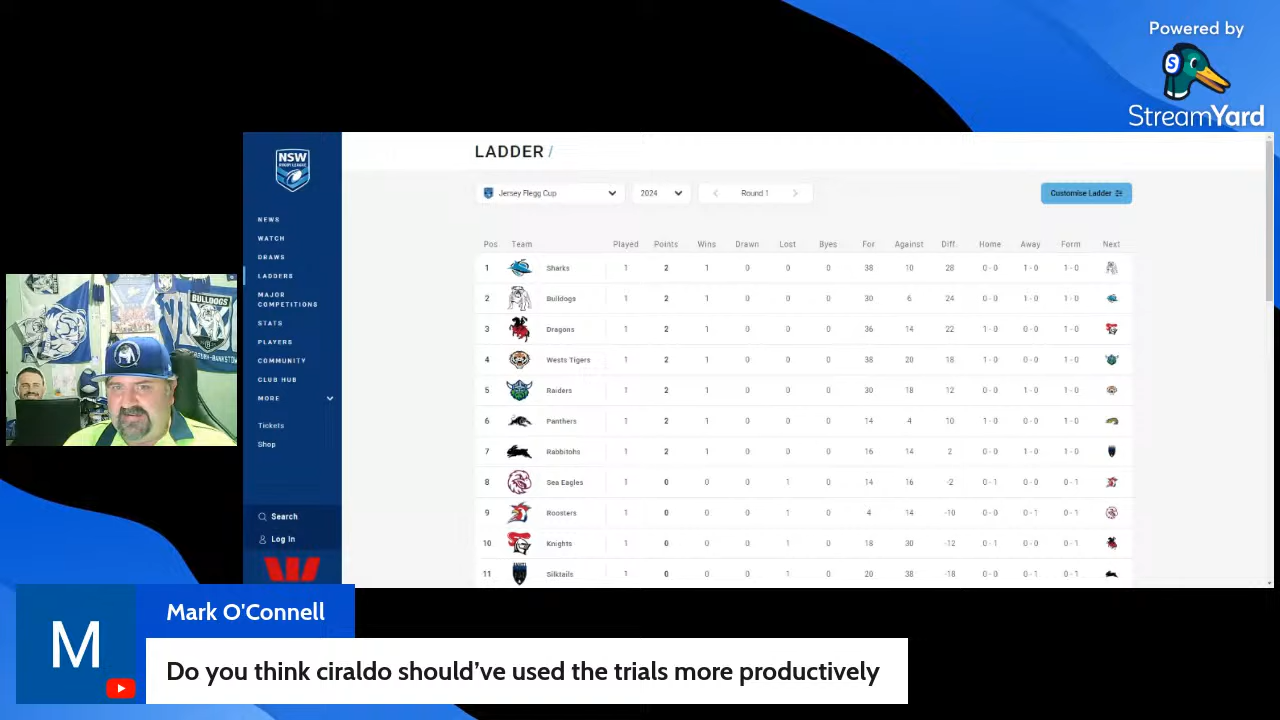 Powered by
StreamYard
NSW
RUGBY LEAGUE
LADDER /
Jersey Flegg Cup
2024
Round 1
Customise Ladder
NEWS
WATCH
DRAWS
LADDERS
MAJOR COMPETITIONS
STATS
PLAYERS
COMMUNITY
CLUB HUB
MORE
Tickets
Shop
Search
Log in
Pos Team Played Points Wins Drawn Lost Byes For Against Diff. Home Away Form Next
1 Sharks 1 2 1 0 0 0 38 10 28 0 - 0 1 - 0 1 - 0
2 Bulldogs 1 2 1 0 0 0 30 6 24 0 - 0 1 - 0 1 - 0
3 Dragons 1 2 1 0 0 0 36 14 22 1 - 0 0 - 0 1 - 0
4 Wests Tigers 1 2 1 0 0 0 38 20 18 1 - 0 0 - 0 1 - 0
5 Raiders 1 2 1 0 0 0 30 18 12 0 - 0 1 - 0 1 - 0
6 Panthers 1 2 1 0 0 0 14 4 10 1 - 0 0 - 0 1 - 0
7 Rabbitohs 1 2 1 0 0 0 16 14 2 0 - 0 1 - 0 1 - 0
8 Sea Eagles 1 0 0 0 1 0 14 16 -2 0 - 1 0 - 0 0 - 1
9 Roosters 1 0 0 0 1 0 4 14 -10 0 - 0 0 - 1 0 - 1
10 Knights 1 0 0 0 1 0 18 30 -12 0 - 1 0 - 0 0 - 1
11 Silktails 1 0 0 0 1 0 20 38 -18 0 - 0 0 - 1 0 - 1
BULLDOGS
M
Mark O'Connell
Do you think ciraldo should've used the trials more productively